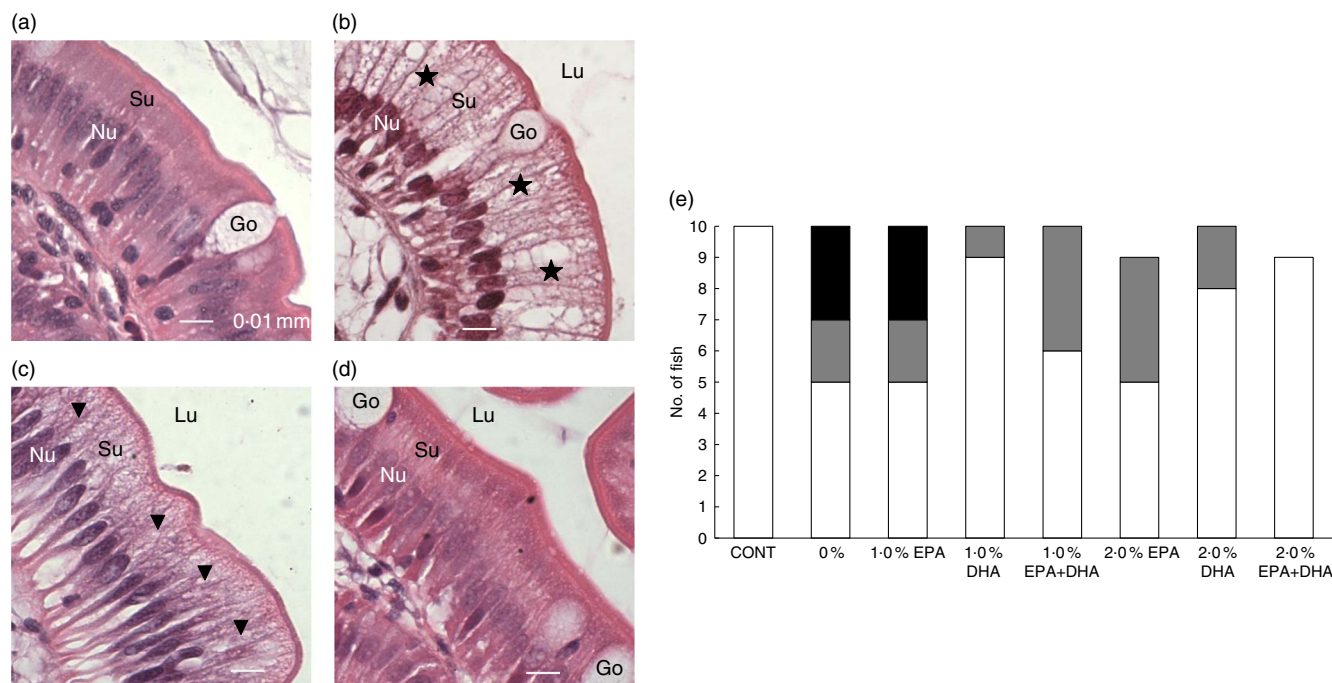 (a)
Su
Nu
Go
0·01 mm
(b)
Lu
Su
Nu
Go
(c)
Lu
Su
Nu
(d)
Go
Lu
Su
Nu
Go
(e)
No. of fish
10
9
8
7
6
5
4
3
2
1
0
CONT
0 %
1·0 % EPA
1·0 %
DHA
1·0 %
EPA+DHA
2·0 % EPA
2·0 %
DHA
2·0 %
EPA+DHA